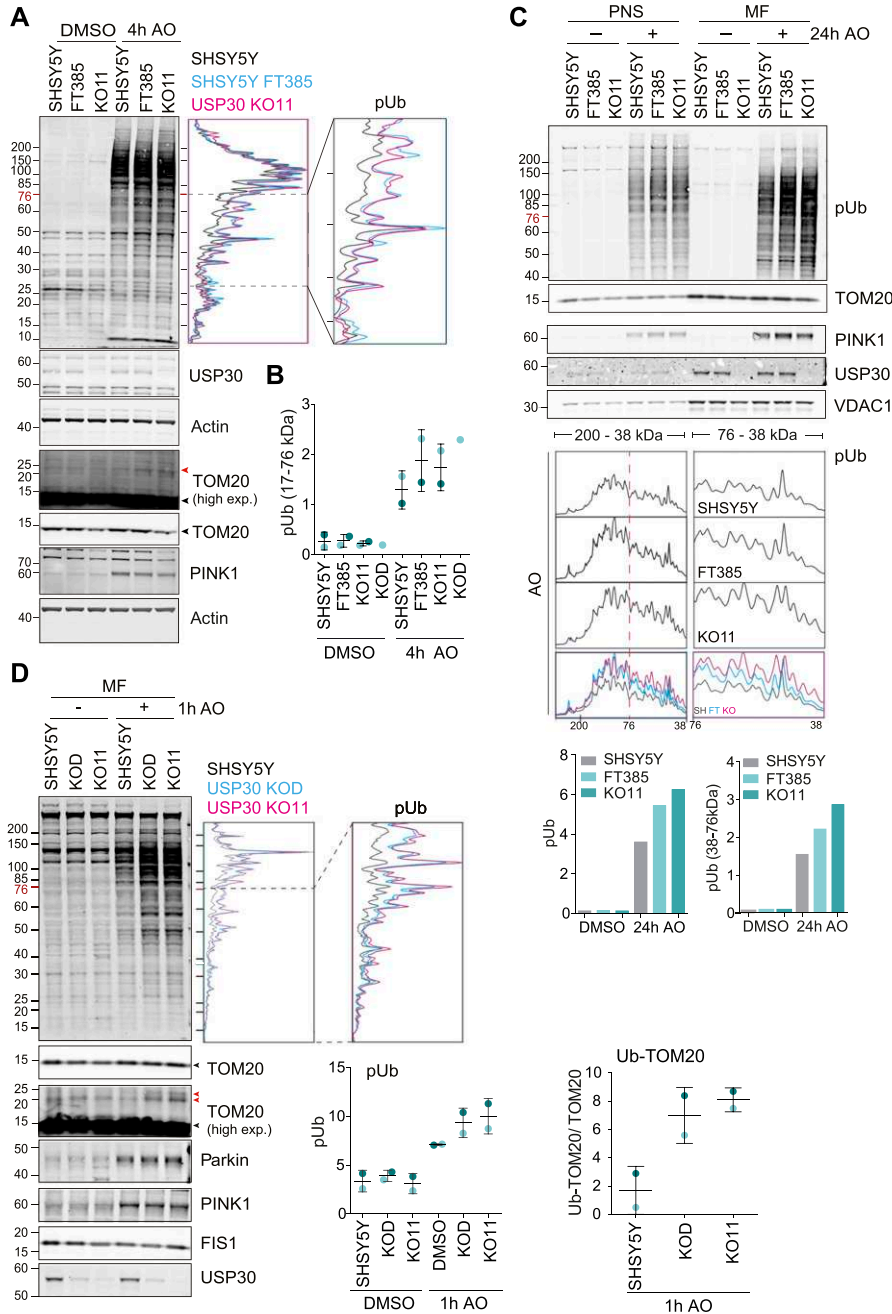 A
DMSO 4h AO
SHSY5Y FT385 KO11 SHSY5Y FT385 KO11
SHSY5Y
SHSY5Y FT385
USP30 KO11
pUb
200
150
100
85
76
60
50
40
30
25
20
15
10
60
50
USP30
40
Actin
25
20
15
TOM20
(high exp.)
15
TOM20
70
60
PINK1
40
Actin
B
pUb (17-76 kDa)
3
2
1
0
SHSY5Y FT385 KO11 KOD SHSY5Y FT385 KO11 KOD
DMSO 4h AO
C
PNS MF
− + − + 24h AO
SHSY5Y FT385 KO11 SHSY5Y FT385 KO11 SHSY5Y FT385 KO11 SHSY5Y FT385 KO11
200
150
100
85
76
60
50
40
pUb
15
TOM20
60
PINK1
60
50
USP30
30
VDAC1
200 - 38 kDa 76 - 38 kDa
pUb
SHSY5Y
FT385
KO11
AO
SH FT KO
200 76 38 76 38
SHSY5Y
FT385
KO11
pUb
8
6
4
2
0
DMSO 24h AO
SHSY5Y
FT385
KO11
pUb (38-76kDa)
4
3
2
1
0
DMSO 24h AO
D
MF
- + 1h AO
SHSY5Y KOD KO11 SHSY5Y KOD KO11
SHSY5Y
USP30 KOD
USP30 KO11
pUb
200
150
100
85
76
60
50
40
30
25
20
15
15
TOM20
25
20
15
TOM20
(high exp.)
50
40
Parkin
60
PINK1
20
15
FIS1
60
50
USP30
pUb
pUb
15
10
5
0
SHSY5Y KOD KO11 DMSO KOD KO11
DMSO 1h AO
Ub-TOM20
Ub-TOM20/ TOM20
10
8
6
4
2
0
SHSY5Y KOD KO11
1h AO